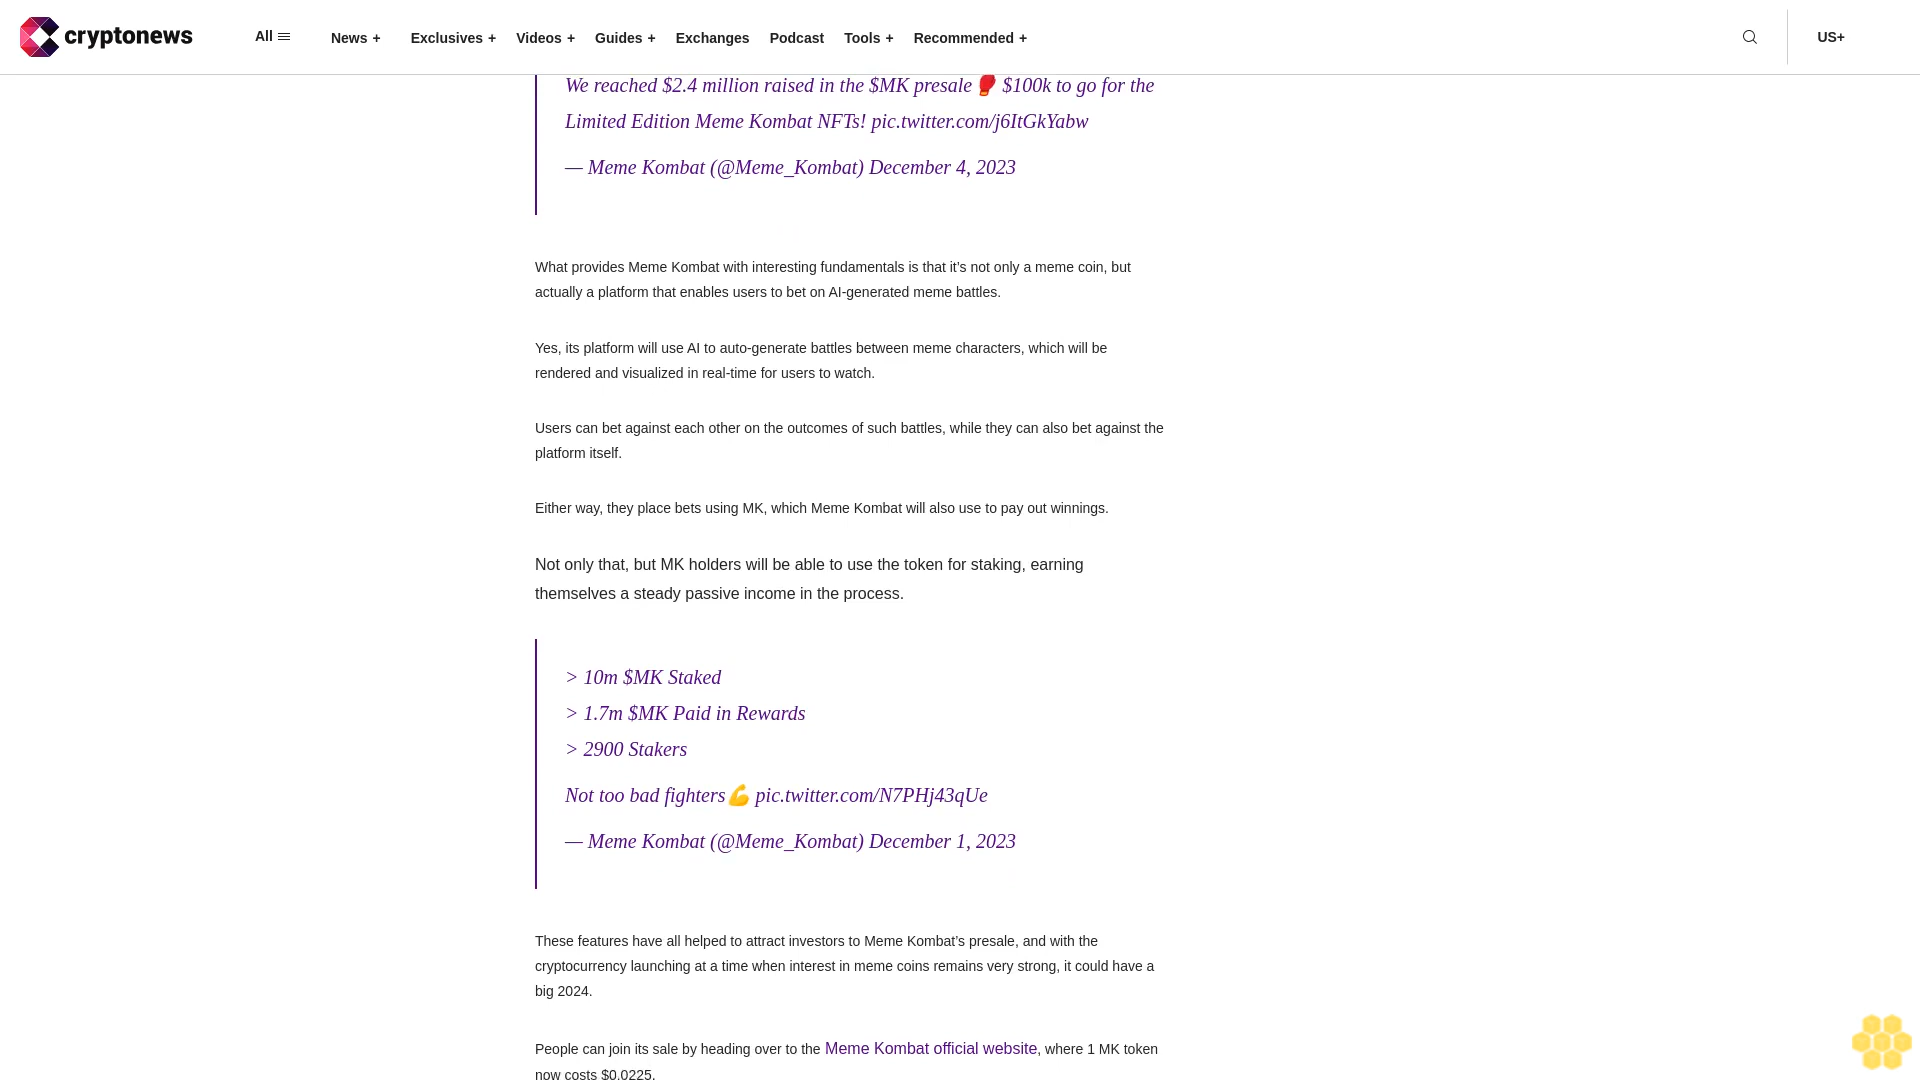 cryptonews
All
News +
Exclusives +
Videos +
Guides +
Exchanges
Podcast
Tools +
Recommended +
US+
We reached $2.4 million raised in the $MK presale🥊 $100k to go for the
Limited Edition Meme Kombat NFTs! pic.twitter.com/j6ItGkYabw
— Meme Kombat (@Meme_Kombat) December 4, 2023
What provides Meme Kombat with interesting fundamentals is that it’s not only a meme coin, but
actually a platform that enables users to bet on AI-generated meme battles.
Yes, its platform will use AI to auto-generate battles between meme characters, which will be
rendered and visualized in real-time for users to watch.
Users can bet against each other on the outcomes of such battles, while they can also bet against the
platform itself.
Either way, they place bets using MK, which Meme Kombat will also use to pay out winnings.
Not only that, but MK holders will be able to use the token for staking, earning
themselves a steady passive income in the process.
> 10m $MK Staked
> 1.7m $MK Paid in Rewards
> 2900 Stakers
Not too bad fighters💪 pic.twitter.com/N7PHj43qUe
— Meme Kombat (@Meme_Kombat) December 1, 2023
These features have all helped to attract investors to Meme Kombat’s presale, and with the
cryptocurrency launching at a time when interest in meme coins remains very strong, it could have a
big 2024.
People can join its sale by heading over to the Meme Kombat official website, where 1 MK token
now costs $0.0225.